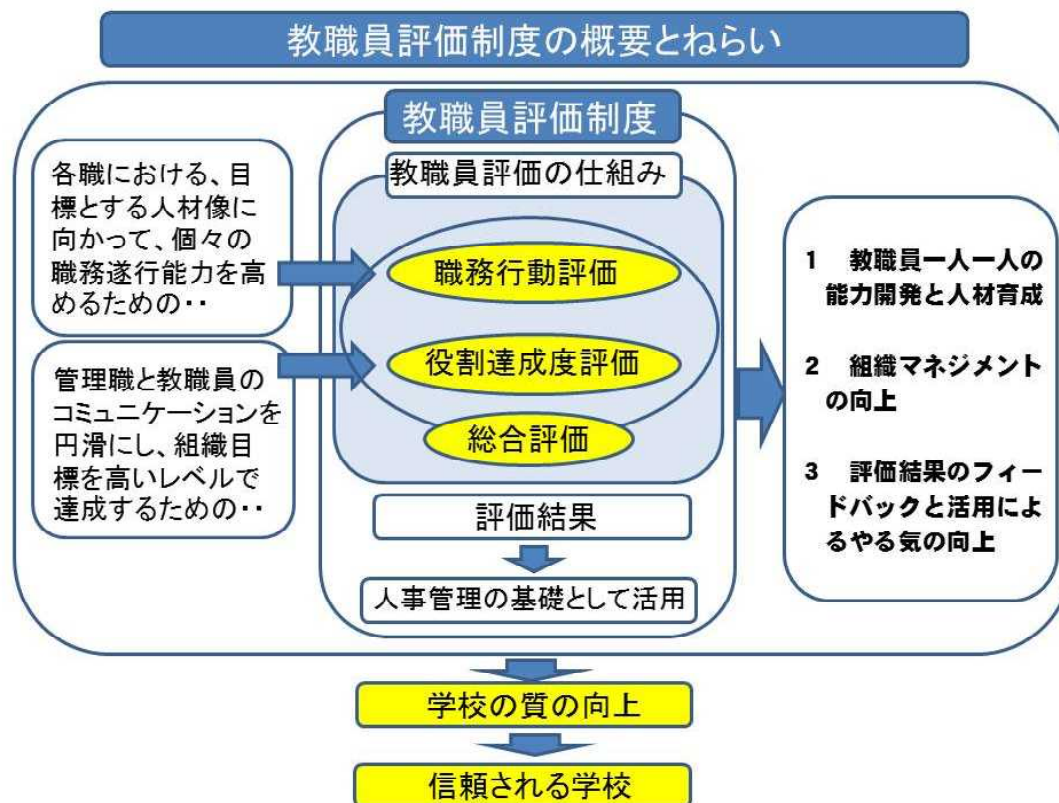 教職員評価制度の概要とねらい
教職員評価制度
教職員評価の仕組み
各職における、目
標とする人材像に
向かって、個々の
職務遂行能力を高
めるための‥
職務行動評価
管理職と教職員の
コミュニケーションを
円滑にし、組織目
標を高いレベルで
達成するための‥
役割達成度評価
総合評価
評価結果
人事管理の基礎として活用
1　教職員一人一人の
能力開発と人材育成
2　組織マネジメント
の向上
3　評価結果のフィー
ドバックと活用によ
るやる気の向上
学校の質の向上
信頼される学校